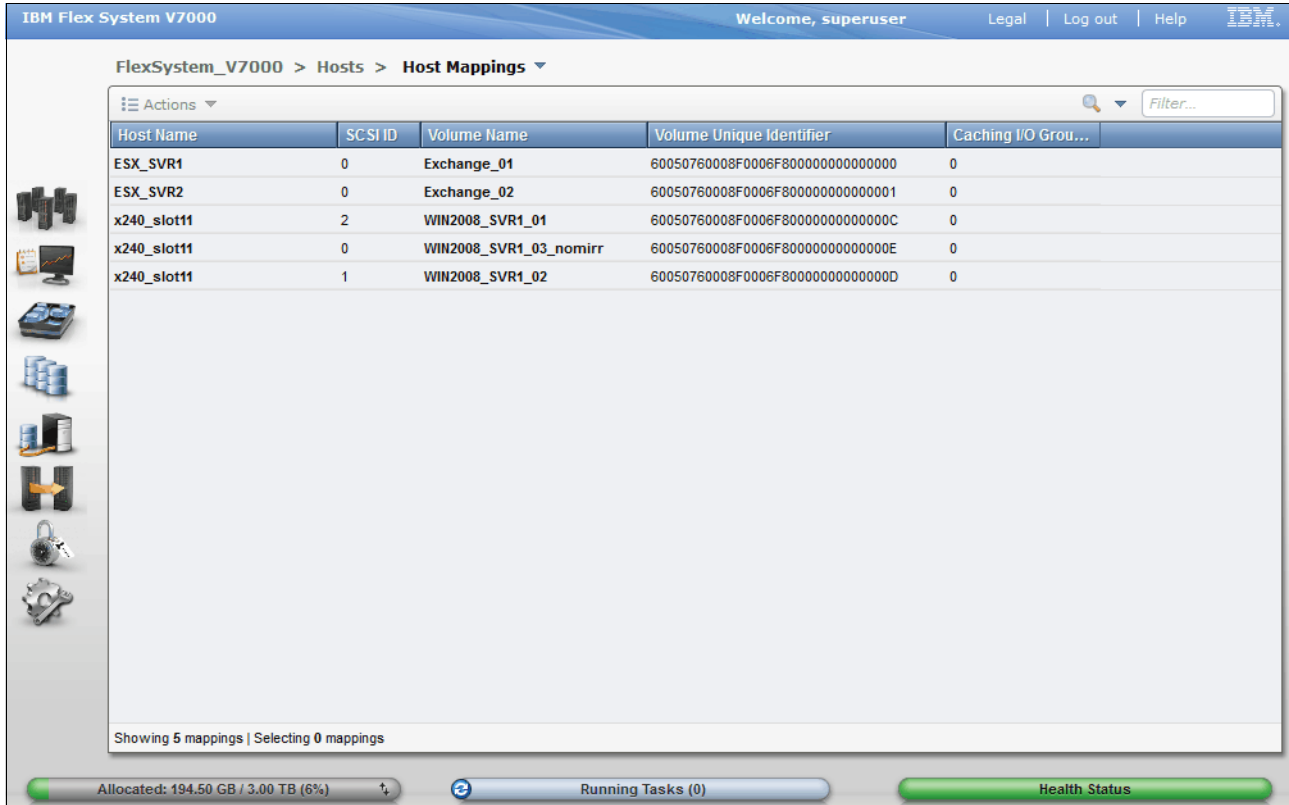 IBM Flex System V7000 Welcome, superuser Legal | Log out | Help IBM.
FlexSystem_V7000 > Hosts > Host Mappings
Actions Filter...
Host Name SCSI ID Volume Name Volume Unique Identifier Caching I/O Grou...
ESX_SVR1 0 Exchange_01 60050760008F0006F800000000000000 0
ESX_SVR2 0 Exchange_02 60050760008F0006F800000000000001 0
x240_slot11 2 WIN2008_SVR1_01 60050760008F0006F80000000000000C 0
x240_slot11 0 WIN2008_SVR1_03_nomirr 60050760008F0006F80000000000000E 0
x240_slot11 1 WIN2008_SVR1_02 60050760008F0006F80000000000000D 0
Showing 5 mappings | Selecting 0 mappings
Allocated: 194.50 GB / 3.00 TB (6%) Running Tasks (0) Health Status